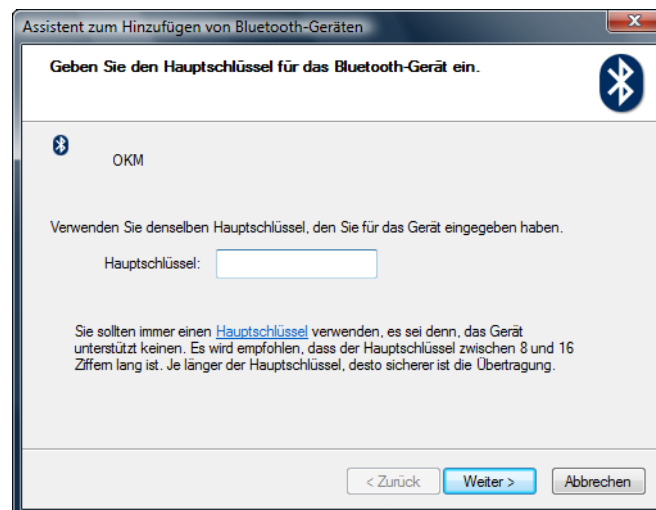 Assistent zum Hinzufügen von Bluetooth-Geräten
Geben Sie den Hauptschlüssel für das Bluetooth-Gerät ein.
OKM
Verwenden Sie denselben Hauptschlüssel, den Sie für das Gerät eingegeben haben.
Hauptschlüssel:
Sie sollten immer einen Hauptschlüssel verwenden, es sei denn, das Gerät
unterstützt keinen. Es wird empfohlen, dass der Hauptschlüssel zwischen 8 und 16
Ziffern lang ist. Je länger der Hauptschlüssel, desto sicherer ist die Übertragung.
< Zurück Weiter > Abbrechen